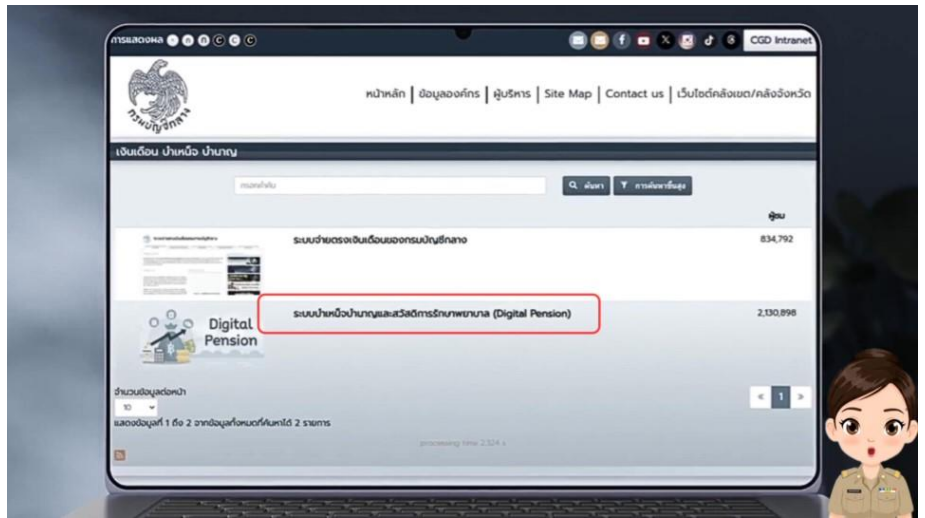 การแสดงผล
CGD Intranet
กรมบัญชีกลาง
หน้าหลัก | ข้อมูลองค์กร | ผู้บริหาร | Site Map | Contact us | เว็บไซต์คลังเขต/คลังจังหวัด
เงินเดือน บำเหน็จ บำนาญ
กรอกคำค้น
ค้นหา
การค้นหาขั้นสูง
ผู้ชม
ระบบจ่ายตรงเงินเดือนของกรมบัญชีกลาง
834,792
ระบบบำเหน็จบำนาญและสวัสดิการรักษาพยาบาล (Digital Pension)
2,130,898
Digital
Pension
จำนวนข้อมูลต่อหน้า
10
« 1 »
แสดงข้อมูลที่ 1 ถึง 2 จากข้อมูลทั้งหมดที่ค้นหาได้ 2 รายการ
processing time 2.524 s